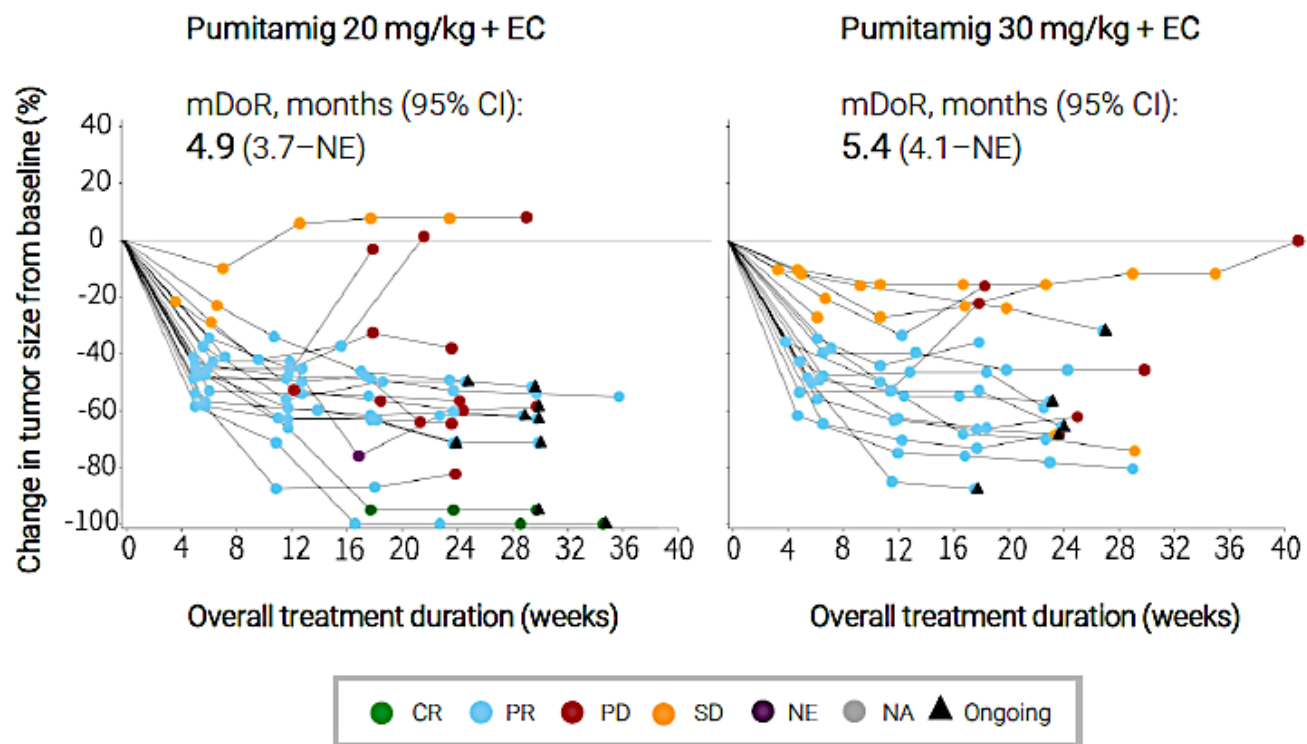 Pumitamig 20 mg/kg + EC
Pumitamig 30 mg/kg + EC
mDoR, months (95% CI):
4.9 (3.7–NE)
mDoR, months (95% CI):
5.4 (4.1–NE)
Change in tumor size from baseline (%)
40
20
0
-20
-40
-60
-80
-100
0 4 8 12 16 20 24 28 32 36 40
0 4 8 12 16 20 24 28 32 36 40
Overall treatment duration (weeks)
Overall treatment duration (weeks)
CR PR PD SD NE NA Ongoing